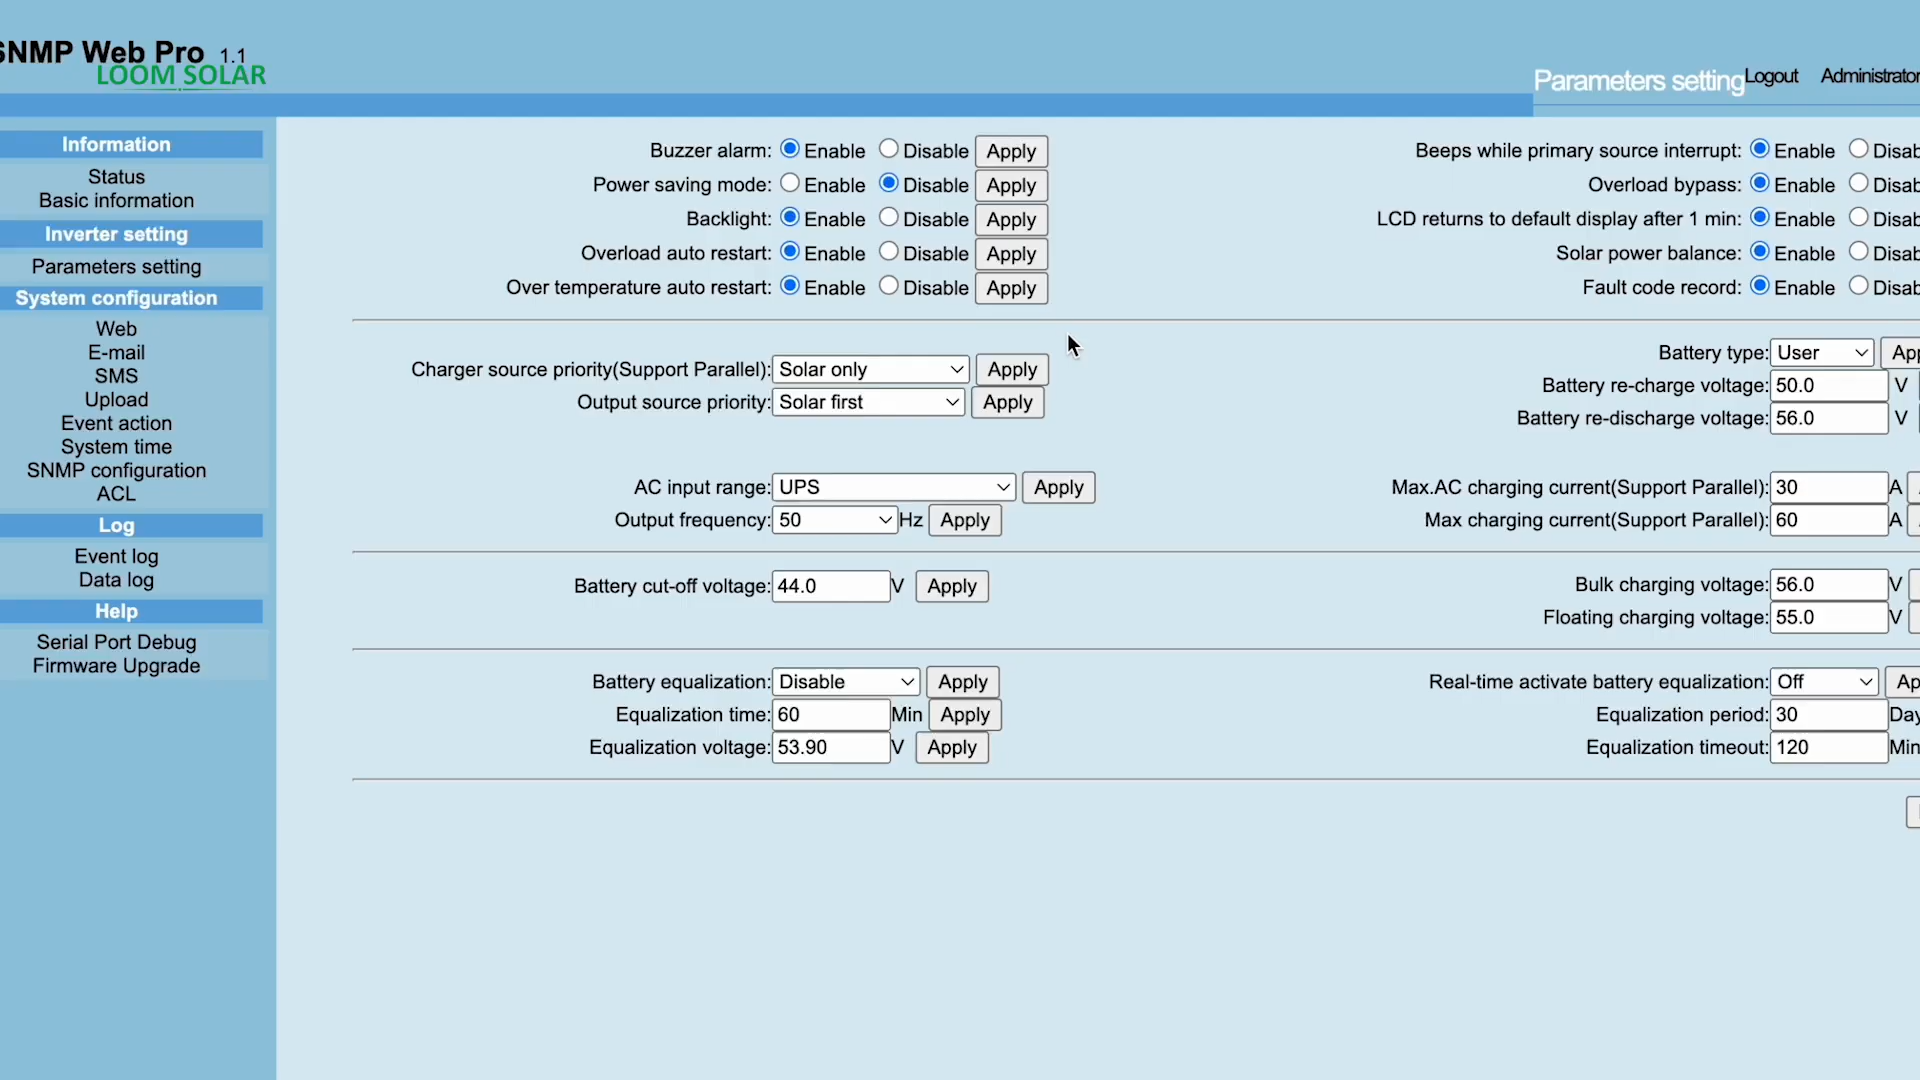 SNMP Web Pro 1.1
LOOM SOLAR
Parameters setting
Logout
Administrator
Information
Status
Basic information
Inverter setting
Parameters setting
System configuration
Web
E-mail
SMS
Upload
Event action
System time
SNMP configuration
ACL
Log
Event log
Data log
Help
Serial Port Debug
Firmware Upgrade
Buzzer alarm: Enable Disable Apply
Power saving mode: Enable Disable Apply
Backlight: Enable Disable Apply
Overload auto restart: Enable Disable Apply
Over temperature auto restart: Enable Disable Apply
Beeps while primary source interrupt: Enable Disab
Overload bypass: Enable Disab
LCD returns to default display after 1 min: Enable Disab
Solar power balance: Enable Disab
Fault code record: Enable Disab
Charger source priority(Support Parallel): Solar only Apply
Output source priority: Solar first Apply
Battery type: User App
Battery re-charge voltage: 50.0 V
Battery re-discharge voltage: 56.0 V
AC input range: UPS Apply
Output frequency: 50 Hz Apply
Max.AC charging current(Support Parallel): 30 A
Max charging current(Support Parallel): 60 A
Battery cut-off voltage: 44.0 V Apply
Bulk charging voltage: 56.0 V
Floating charging voltage: 55.0 V
Battery equalization: Disable Apply
Equalization time: 60 Min Apply
Equalization voltage: 53.90 V Apply
Real-time activate battery equalization: Off Ap
Equalization period: 30 Day
Equalization timeout: 120 Min